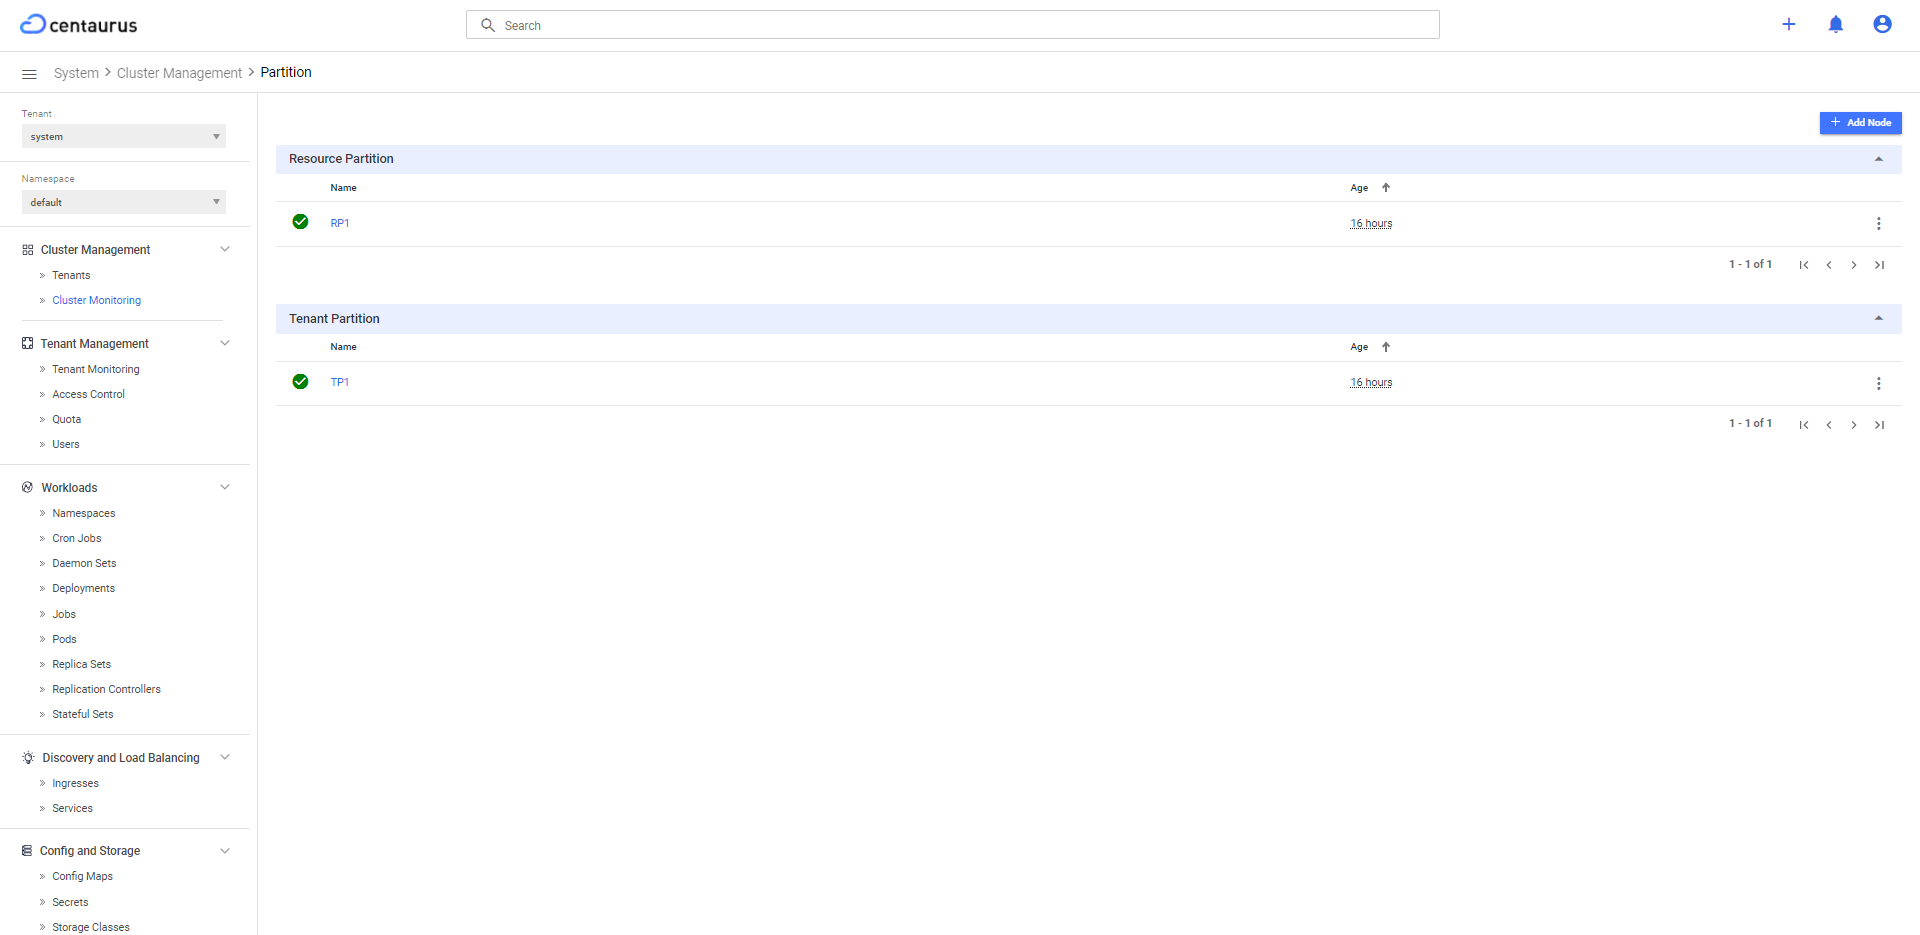 centaurus
Search
System > Cluster Management > Partition
Tenant
system
Namespace
default
Cluster Management
» Tenants
» Cluster Monitoring
Tenant Management
» Tenant Monitoring
» Access Control
» Quota
» Users
Workloads
» Namespaces
» Cron Jobs
» Daemon Sets
» Deployments
» Jobs
» Pods
» Replica Sets
» Replication Controllers
» Stateful Sets
Discovery and Load Balancing
» Ingresses
» Services
Config and Storage
» Config Maps
» Secrets
» Storage Classes
+ Add Node
Resource Partition
Name Age
RP1 16 hours
1 - 1 of 1
Tenant Partition
Name Age
TP1 16 hours
1 - 1 of 1